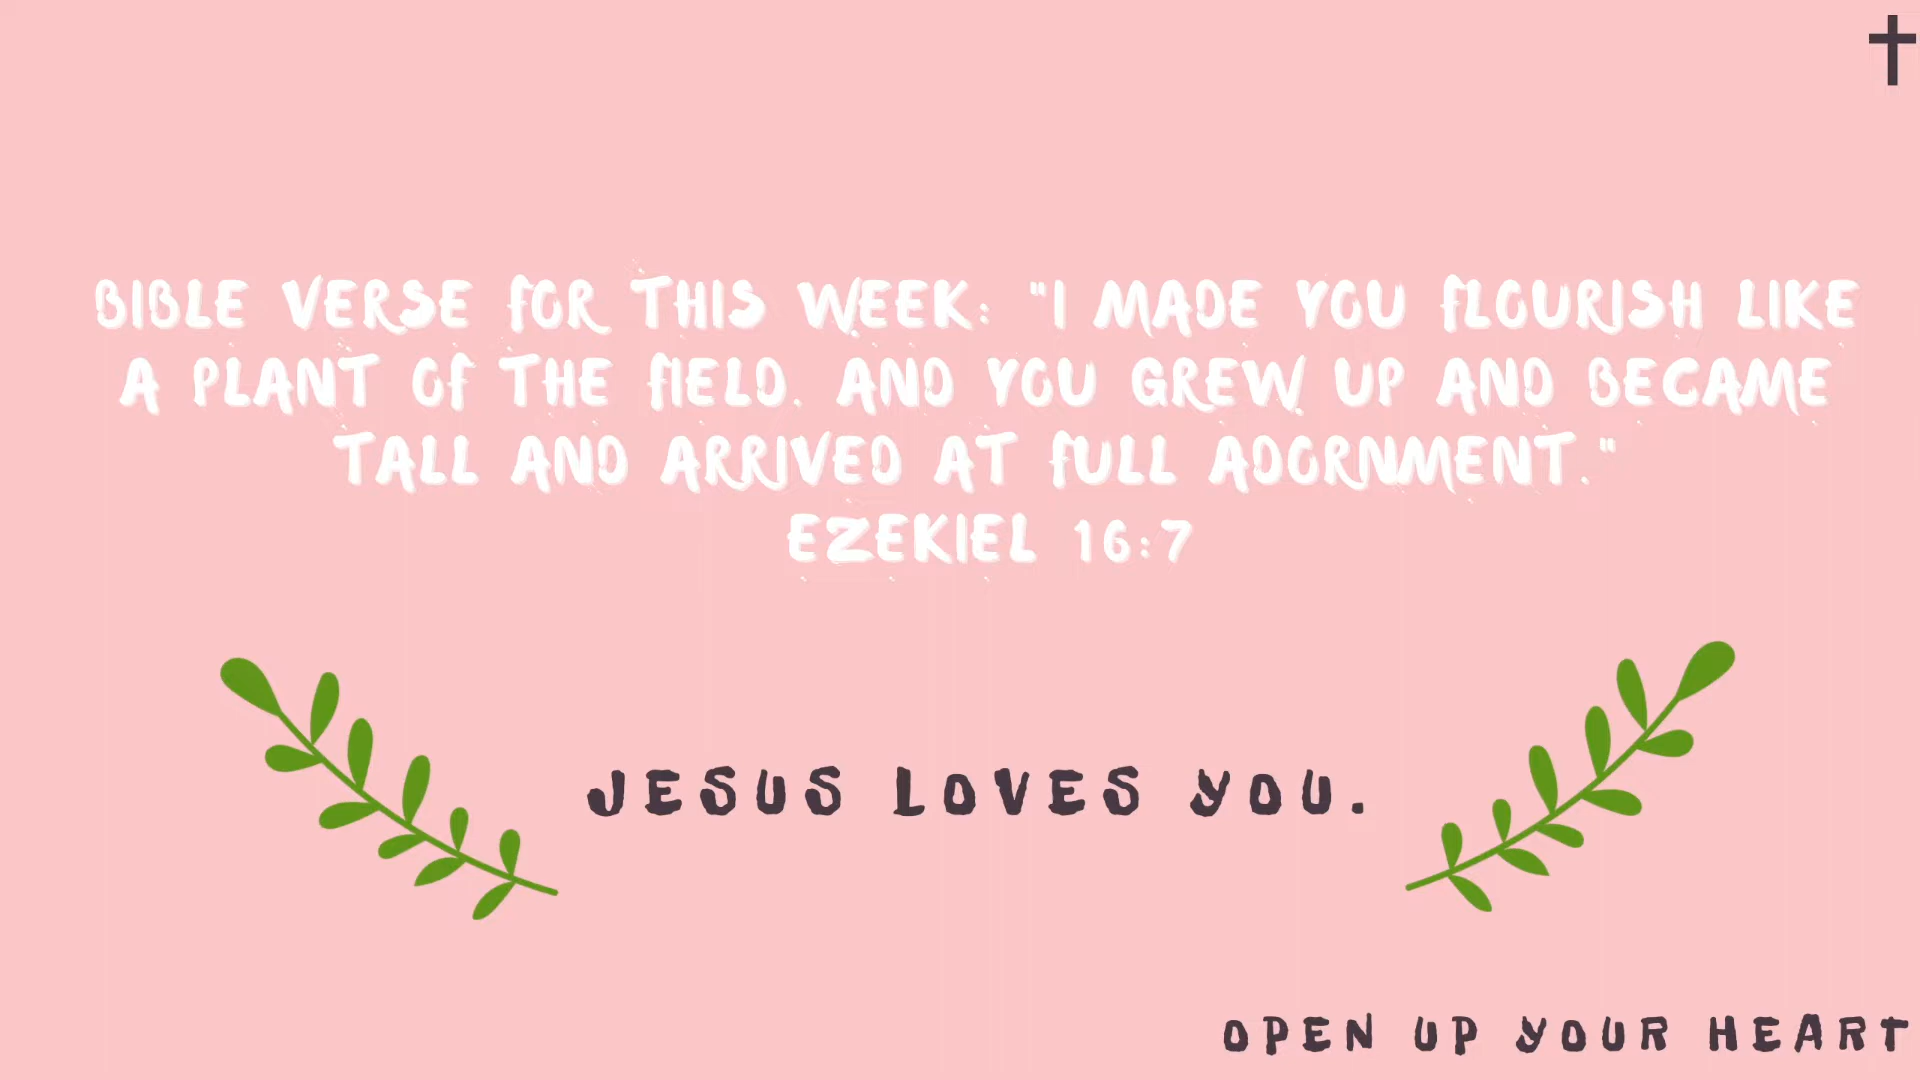 BIBLE VERSE FOR THIS WEEK: "I MADE YOU FLOURISH LIKE
A PLANT OF THE FIELD. AND YOU GREW UP AND BECAME
TALL AND ARRIVED AT FULL ADORNMENT."
EZEKIEL 16:7
JESUS LOVES YOU.
OPEN UP YOUR HEART